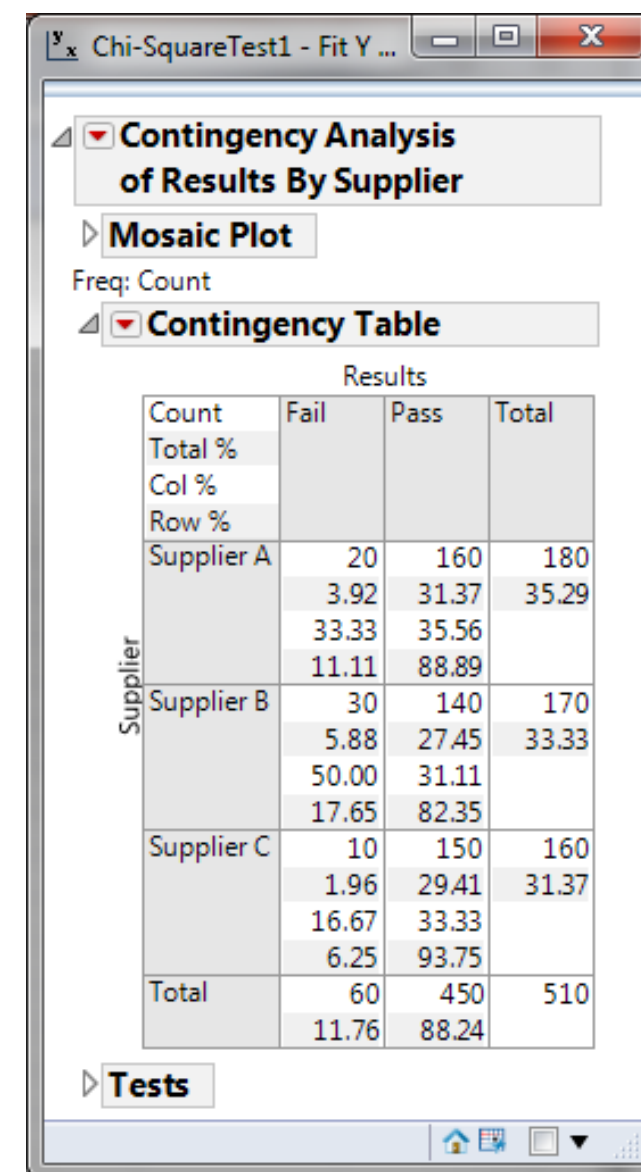 Chi-SquareTest1 - Fit Y ...
Contingency Analysis
of Results By Supplier
Mosaic Plot
Freq: Count
Contingency Table
Results
Count Fail Pass Total
Total %
Col %
Row %
Supplier
Supplier A 20 160 180
3.92 31.37 35.29
33.33 35.56
11.11 88.89
Supplier B 30 140 170
5.88 27.45 33.33
50.00 31.11
17.65 82.35
Supplier C 10 150 160
1.96 29.41 31.37
16.67 33.33
6.25 93.75
Total 60 450 510
11.76 88.24
Tests